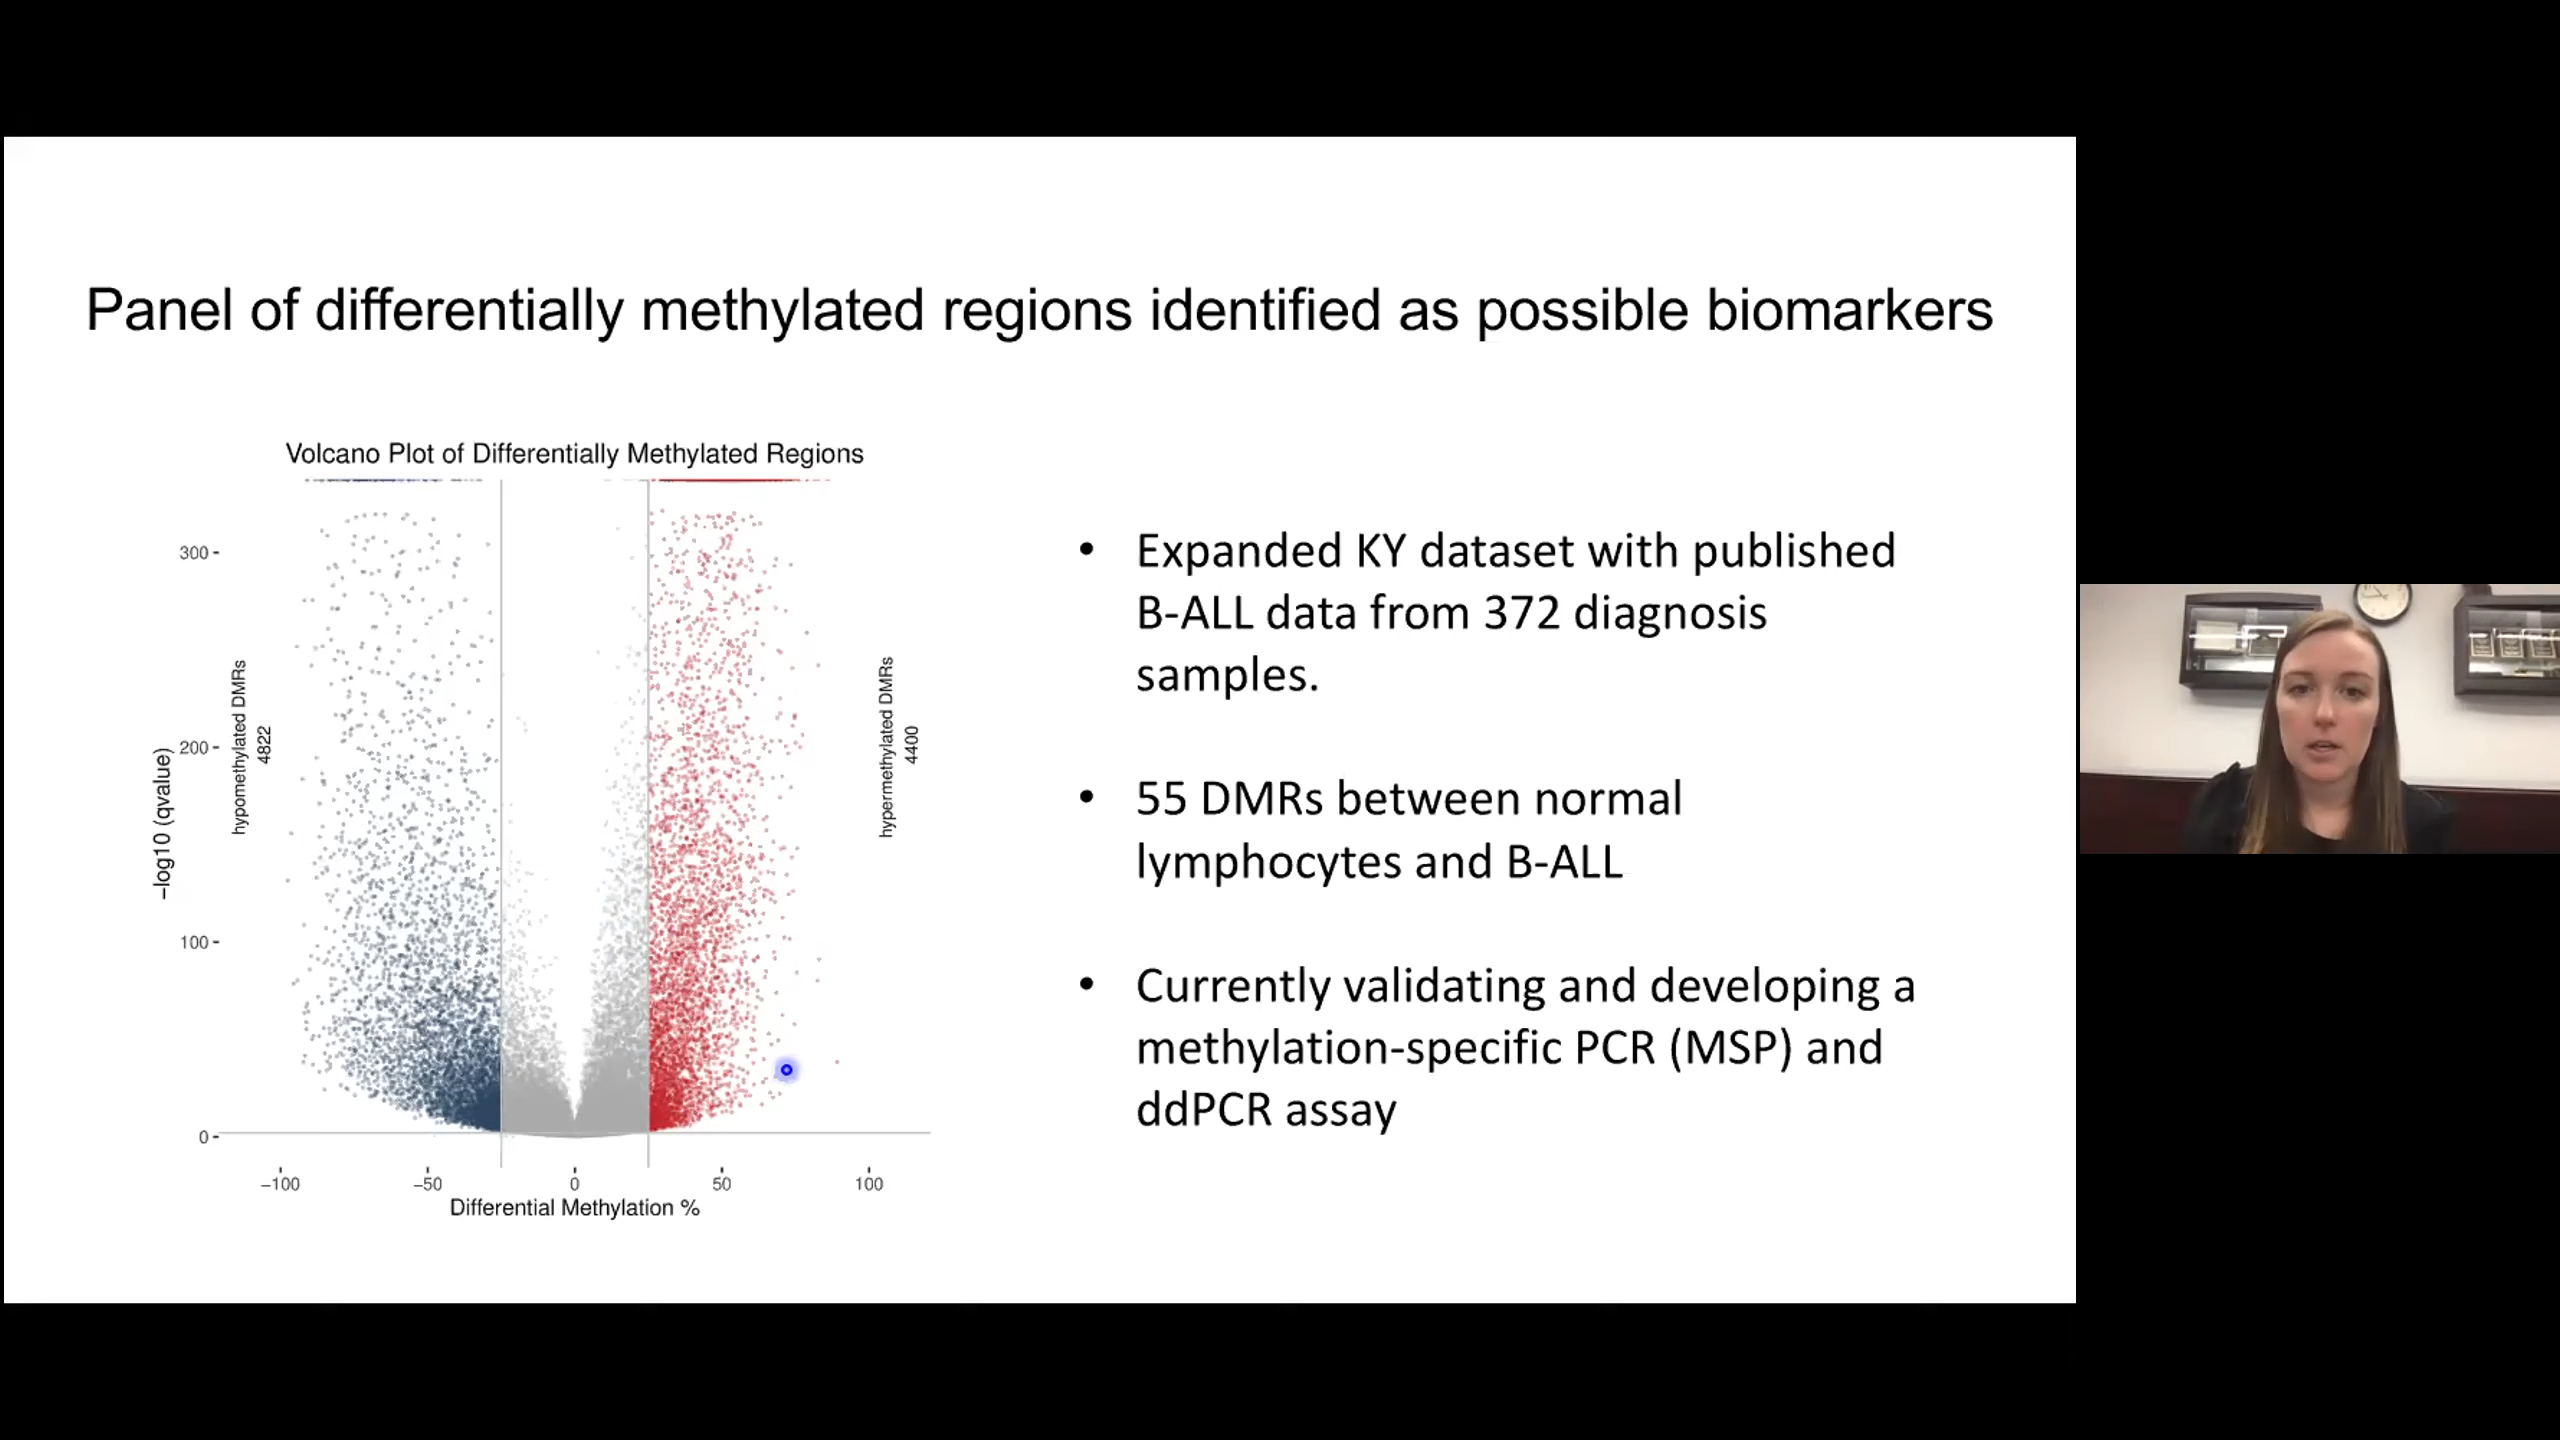 Panel of differentially methylated regions identified as possible biomarkers
Volcano Plot of Differentially Methylated Regions
300
200
100
0
−log10 (qvalue)
hypomethylated DMRs
4822
hypermethylated DMRs
4400
−100
−50
0
50
100
Differential Methylation %
• Expanded KY dataset with published
B-ALL data from 372 diagnosis
samples.
• 55 DMRs between normal
lymphocytes and B-ALL
• Currently validating and developing a
methylation-specific PCR (MSP) and
ddPCR assay